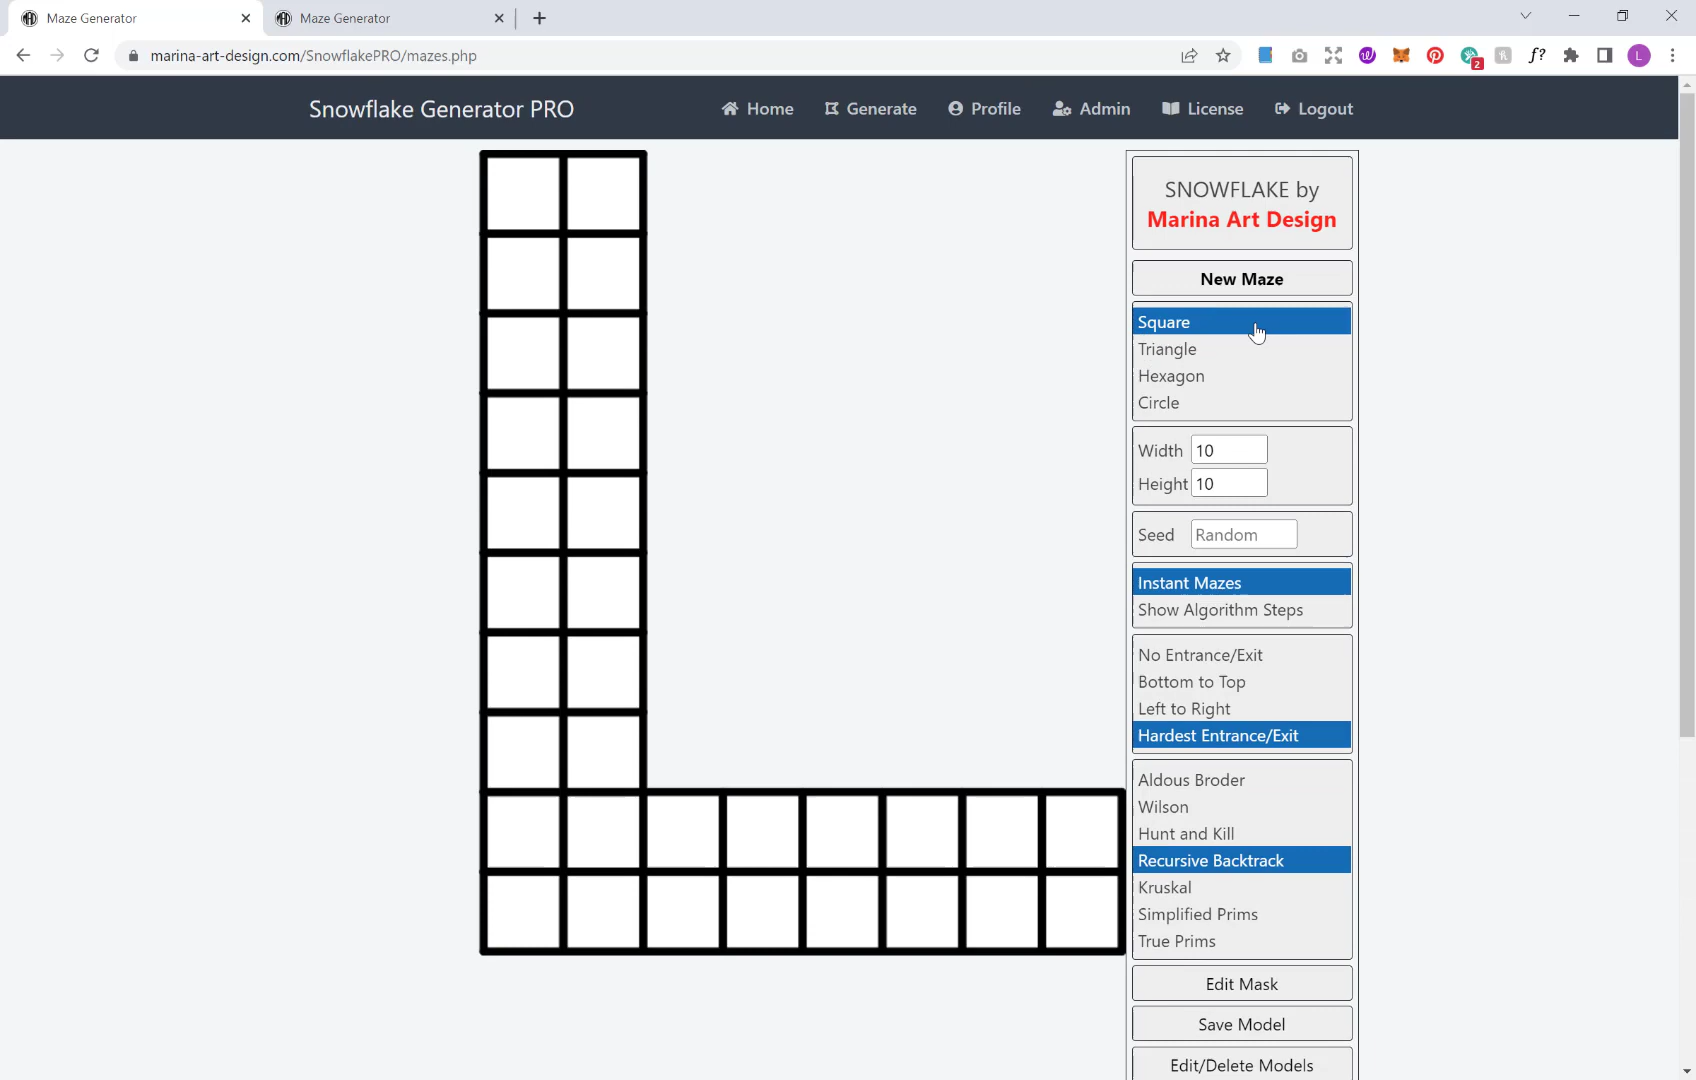 Maze Generator
Maze Generator
marina-art-design.com/SnowflakePRO/mazes.php
2
f?
L
Snowflake Generator PRO
Home
Generate
Profile
Admin
License
Logout
SNOWFLAKE by
Marina Art Design
New Maze
Square
Triangle
Hexagon
Circle
Width 10
Height 10
Seed Random
Instant Mazes
Show Algorithm Steps
No Entrance/Exit
Bottom to Top
Left to Right
Hardest Entrance/Exit
Aldous Broder
Wilson
Hunt and Kill
Recursive Backtrack
Kruskal
Simplified Prims
True Prims
Edit Mask
Save Model
Edit/Delete Models